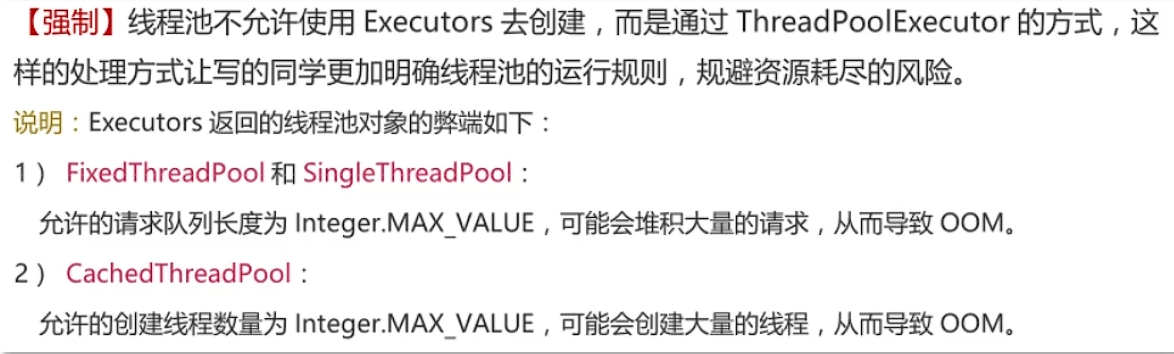 【强制】线程池不允许使用 Executors 去创建，而是通过 ThreadPoolExecutor 的方式，这
样的处理方式让写的同学更加明确线程池的运行规则，规避资源耗尽的风险。
说明：Executors 返回的线程池对象的弊端如下：
1） FixedThreadPool 和 SingleThreadPool：
允许的请求队列长度为 Integer.MAX_VALUE，可能会堆积大量的请求，从而导致 OOM。
2） CachedThreadPool：
允许的创建线程数量为 Integer.MAX_VALUE，可能会创建大量的线程，从而导致 OOM。